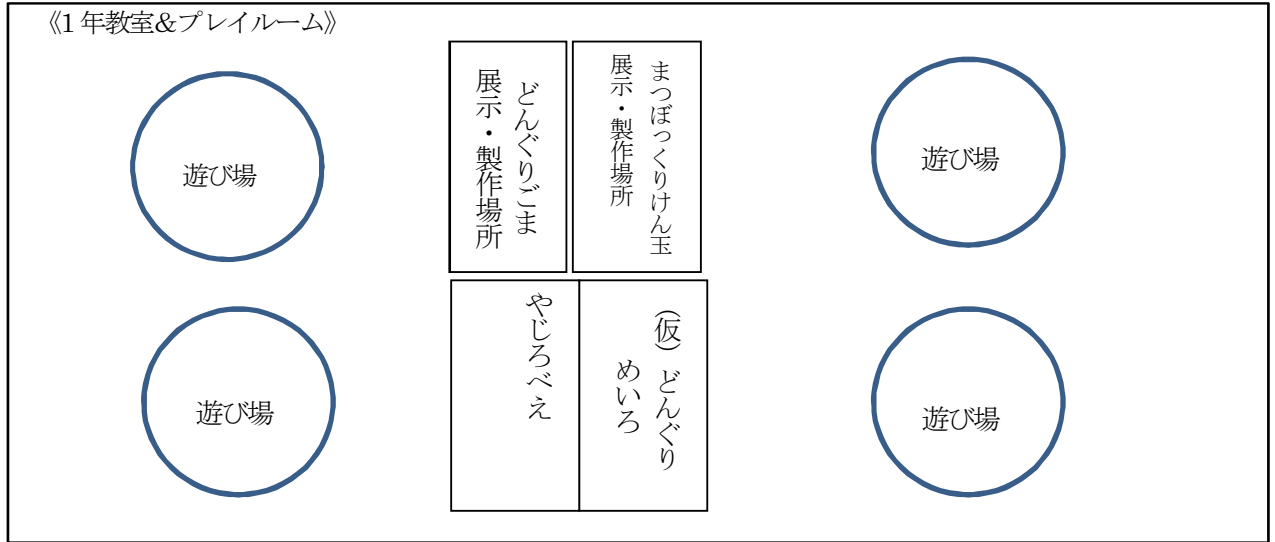 《1年教室&プレイルーム》
遊び場
どんぐりごま
展示・製作場所
まつぼっくりけん玉
展示・製作場所
遊び場
遊び場
やじろべえ
(仮)どんぐり
めいろ
遊び場